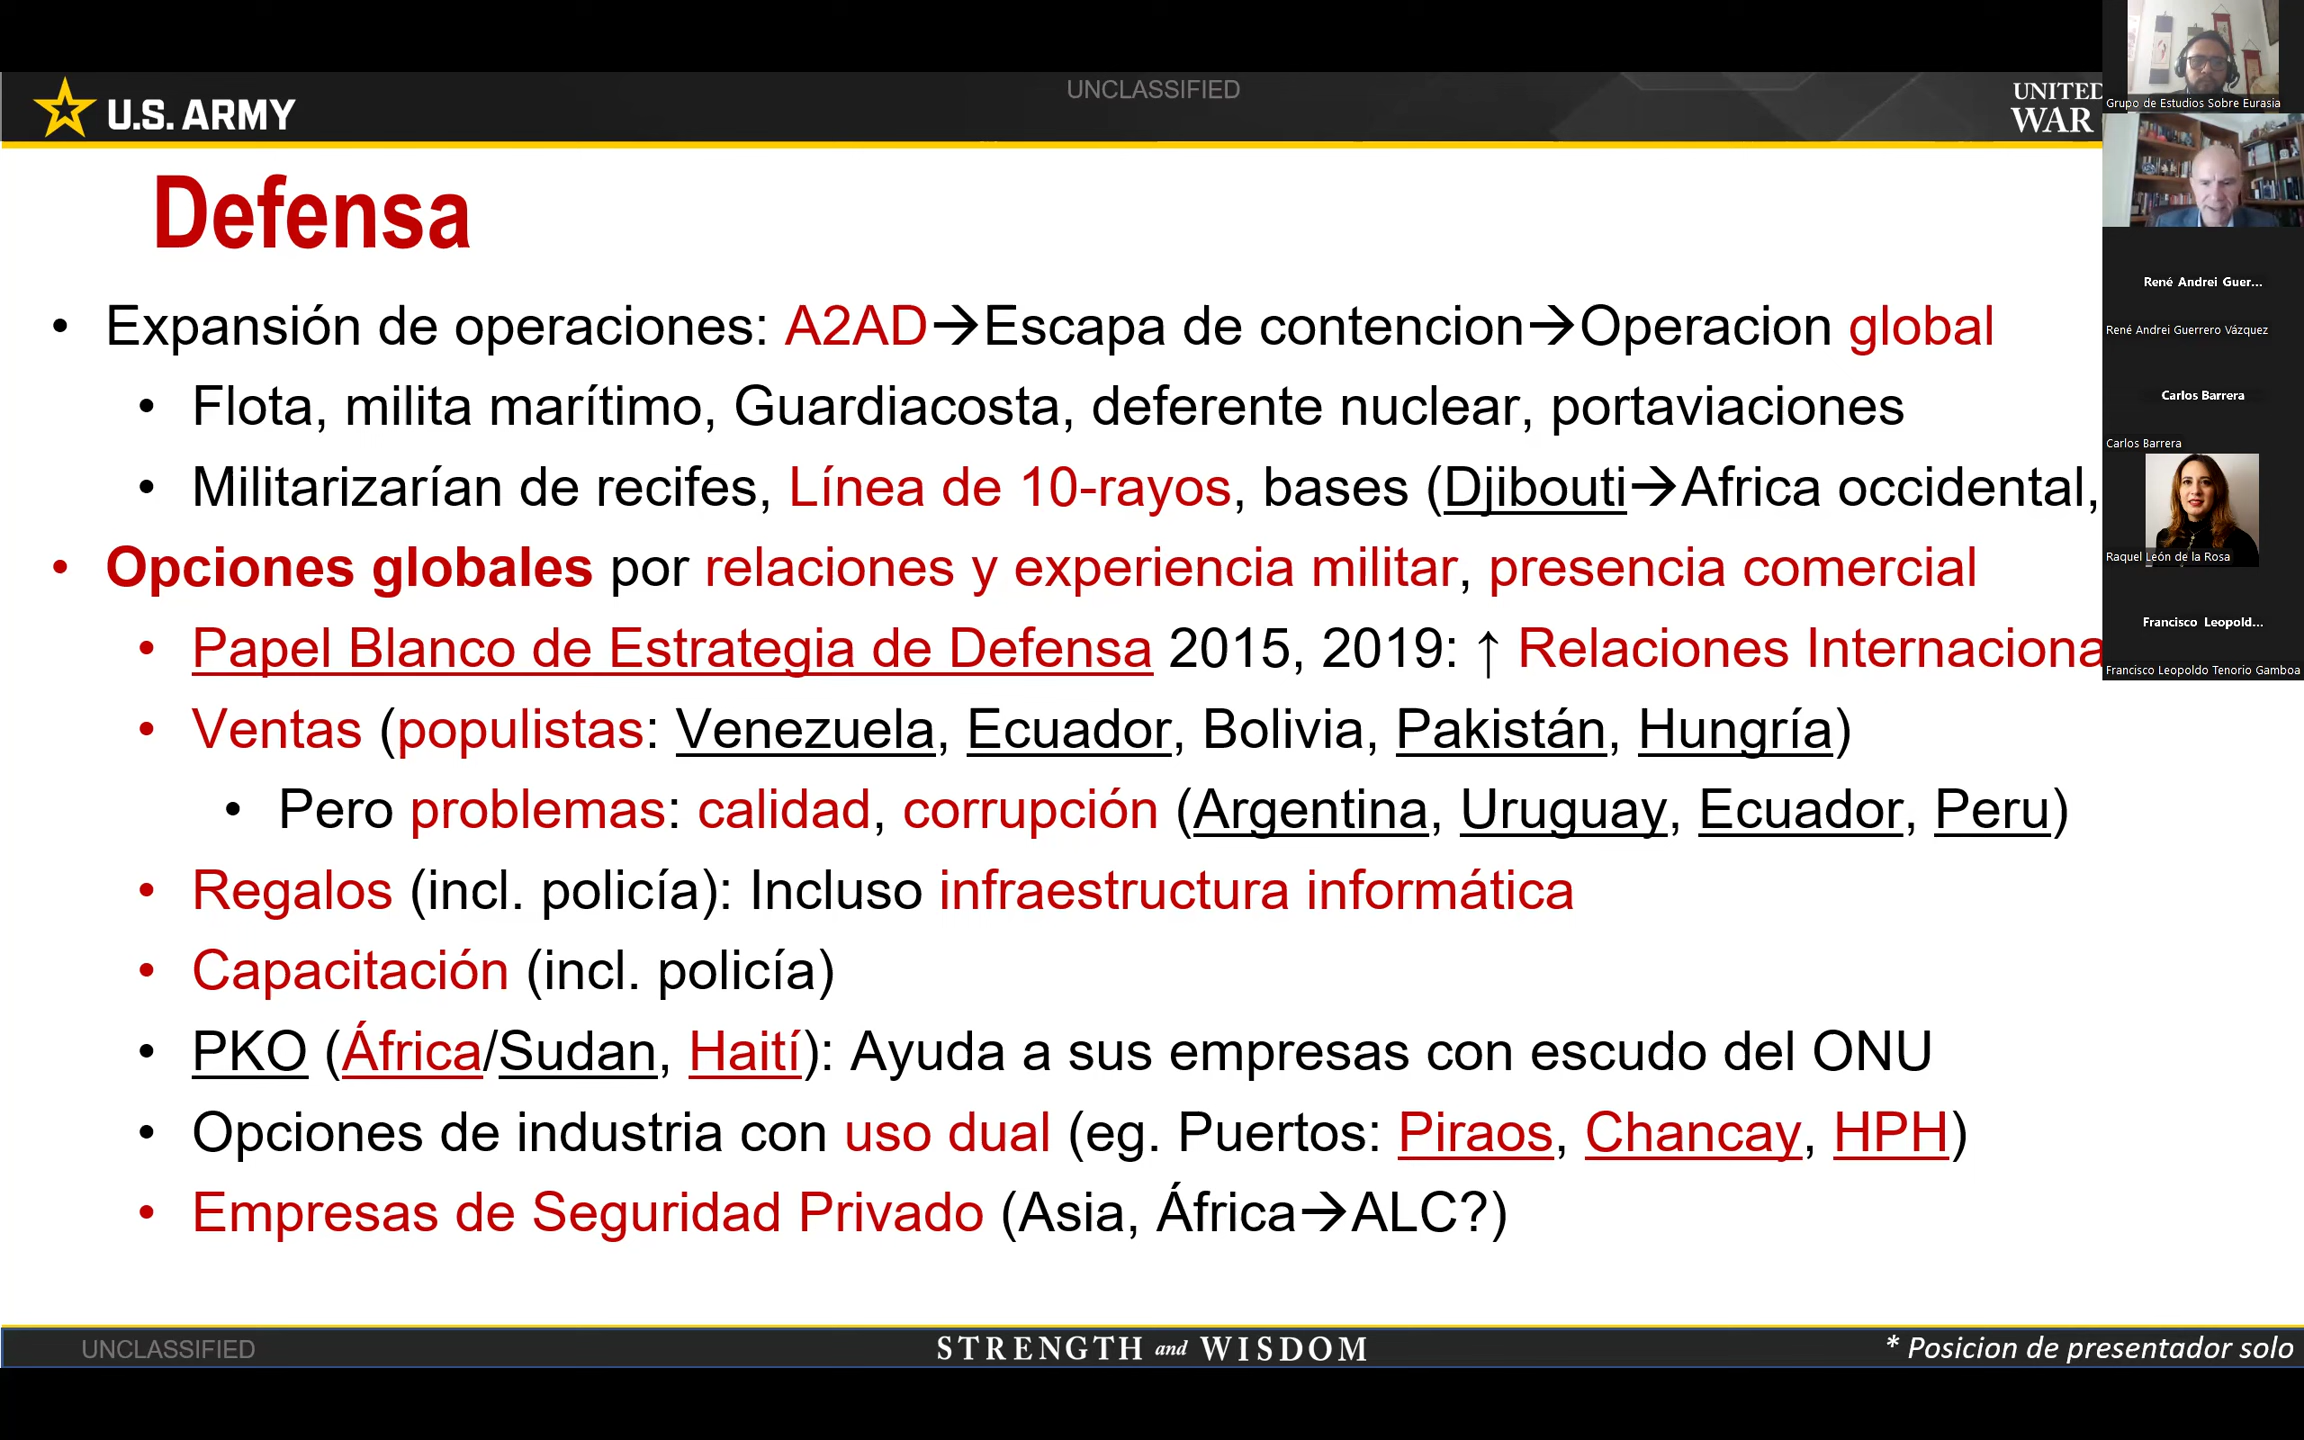 UNCLASSIFIED
U.S. ARMY
UNITED
WAR
Defensa
• Expansión de operaciones: A2AD→Escapa de contencion→Operacion global
• Flota, milita marítimo, Guardiacosta, deferente nuclear, portaviaciones
• Militarizarían de recifes, Línea de 10-rayos, bases (Djibouti→Africa occidental,
• Opciones globales por relaciones y experiencia militar, presencia comercial
• Papel Blanco de Estrategia de Defensa 2015, 2019: ↑ Relaciones Internaciona
• Ventas (populistas: Venezuela, Ecuador, Bolivia, Pakistán, Hungría)
• Pero problemas: calidad, corrupción (Argentina, Uruguay, Ecuador, Peru)
• Regalos (incl. policía): Incluso infraestructura informática
• Capacitación (incl. policía)
• PKO (África/Sudan, Haití): Ayuda a sus empresas con escudo del ONU
• Opciones de industria con uso dual (eg. Puertos: Piraos, Chancay, HPH)
• Empresas de Seguridad Privado (Asia, África→ALC?)
UNCLASSIFIED
STRENGTH and WISDOM
* Posicion de presentador solo
Grupo de Estudios Sobre Eurasia
René Andrei Guer...
René Andrei Guerrero Vázquez
Carlos Barrera
Carlos Barrera
Raquel León de la Rosa
Francisco Leopold...
Francisco Leopoldo Tenorio Gamboa